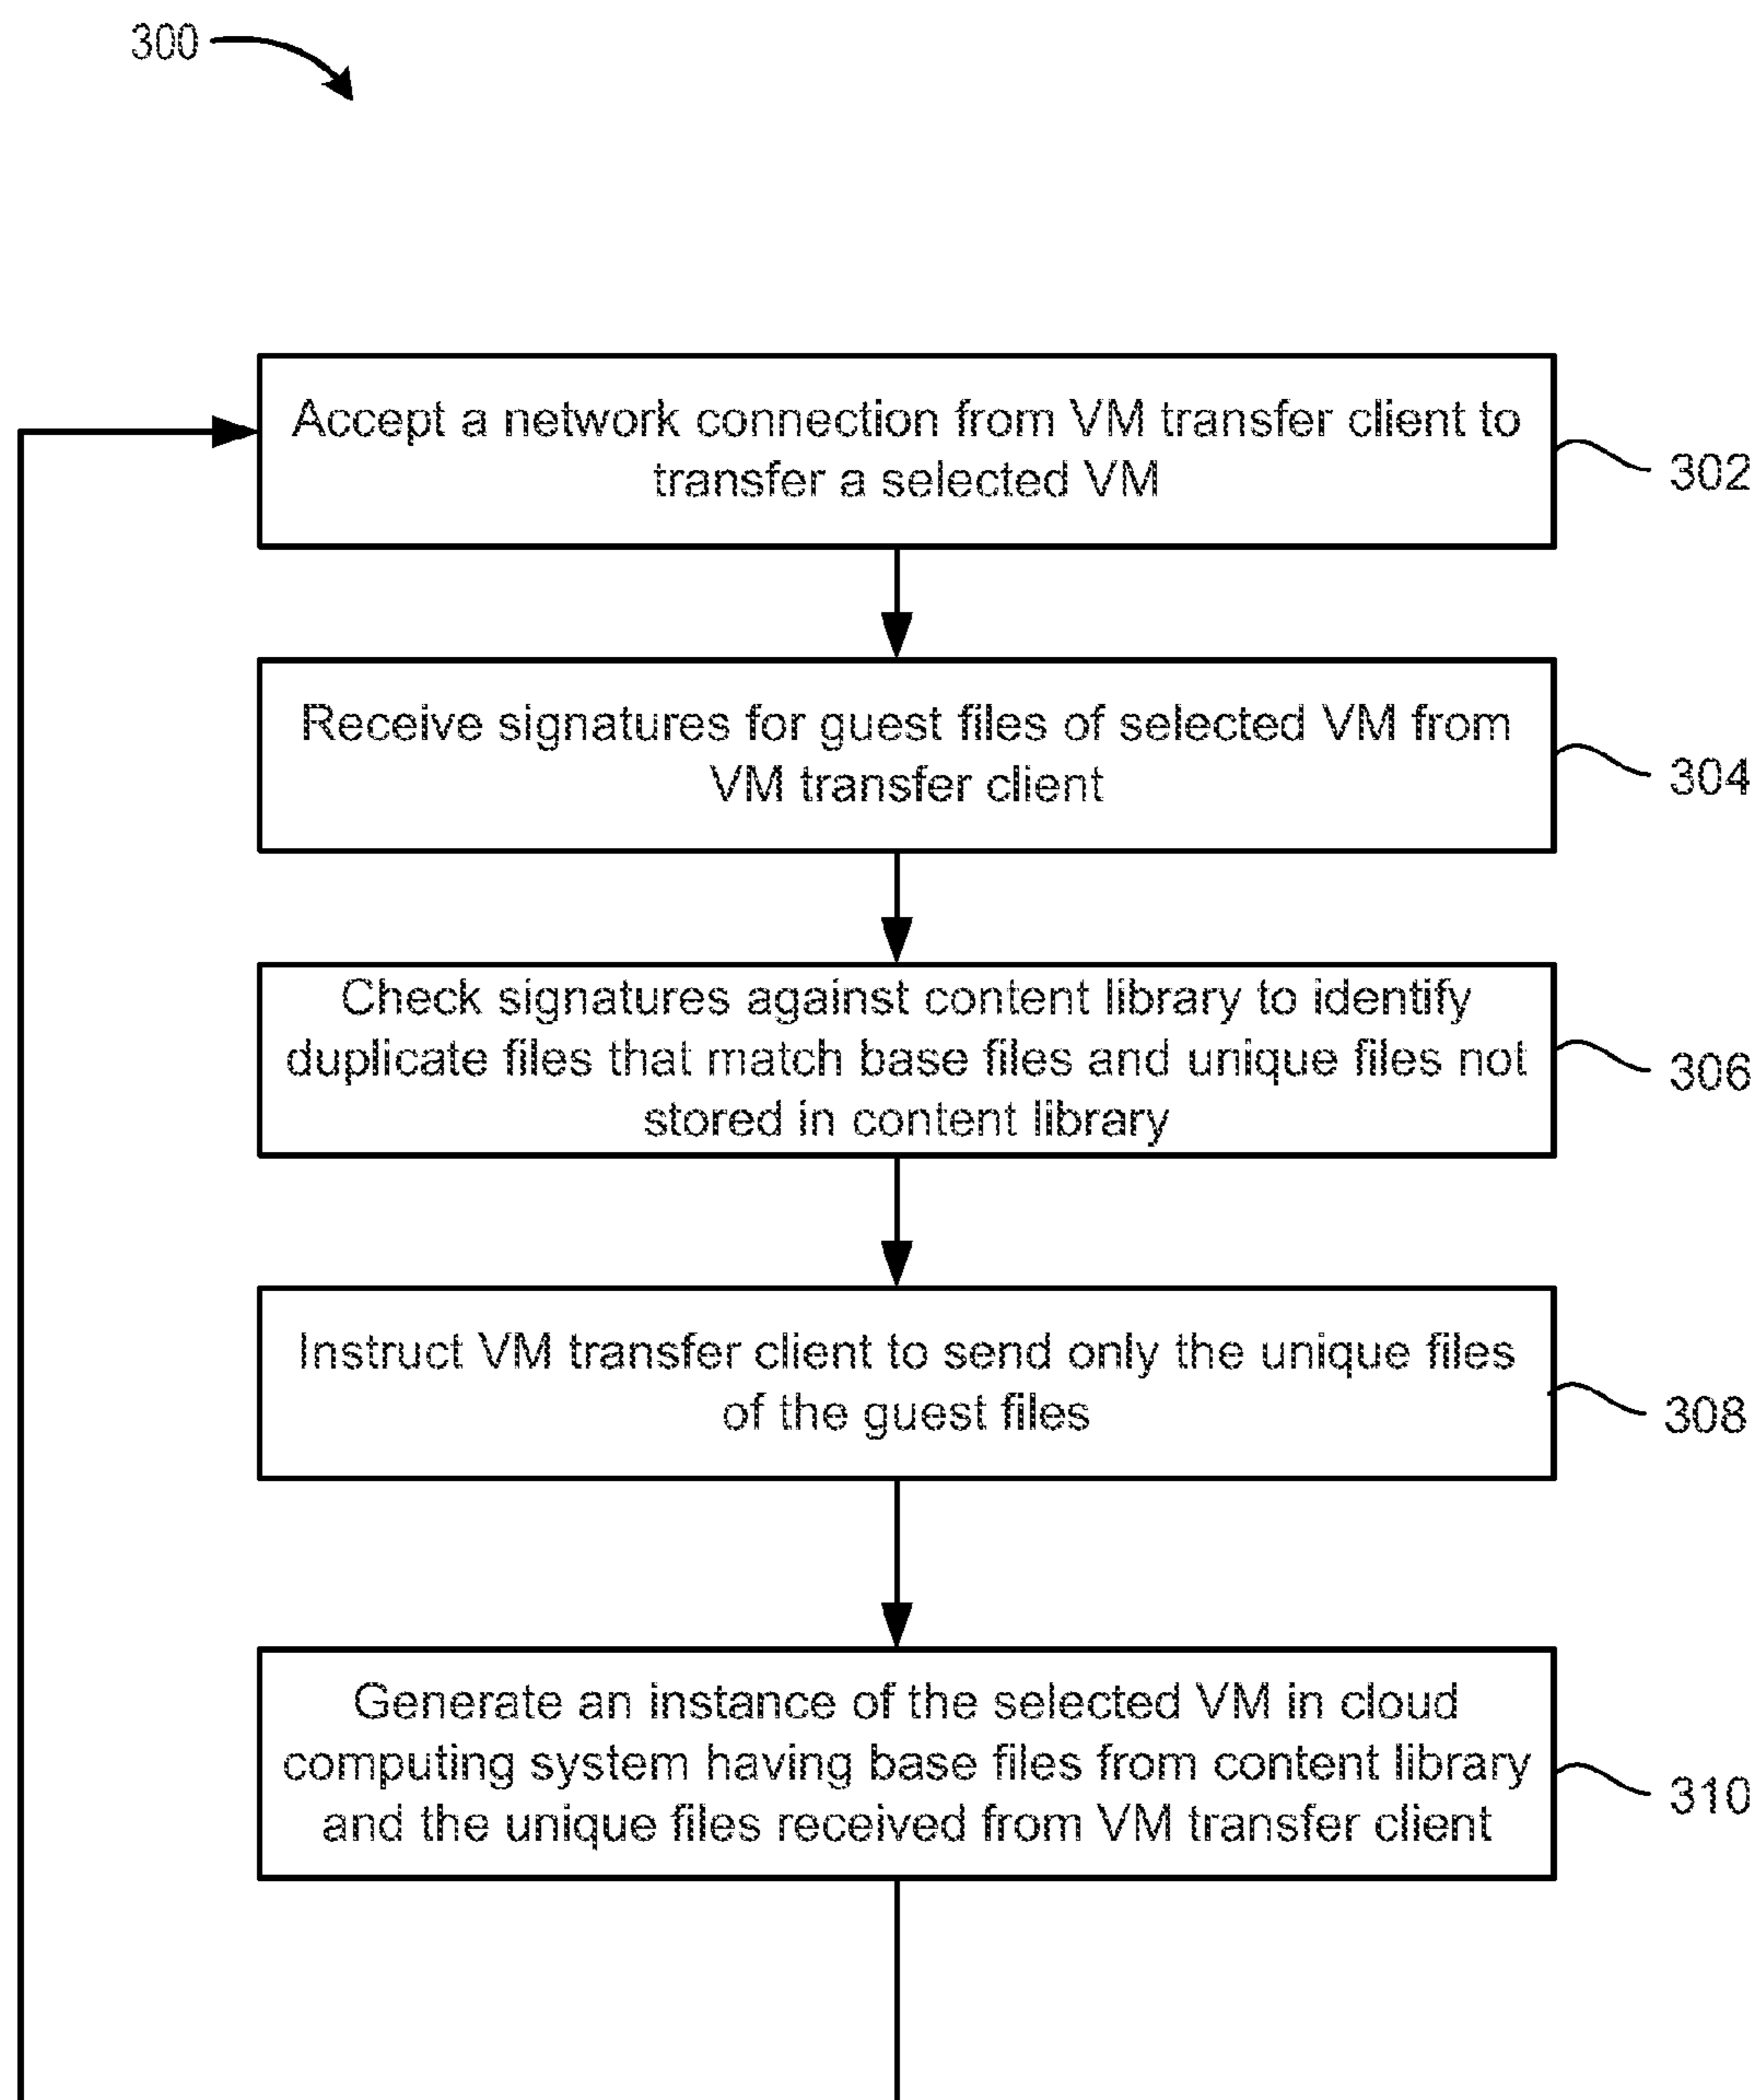 300
Accept a network connection from VM transfer client to
transfer a selected VM
302
Receive signatures for guest files of selected VM from
VM transfer client
304
Check signatures against content library to identify
duplicate files that match base files and unique files not
stored in content library
306
Instruct VM transfer client to send only the unique files
of the guest files
308
Generate an instance of the selected VM in cloud
computing system having base files from content library
and the unique files received from VM transfer client
310